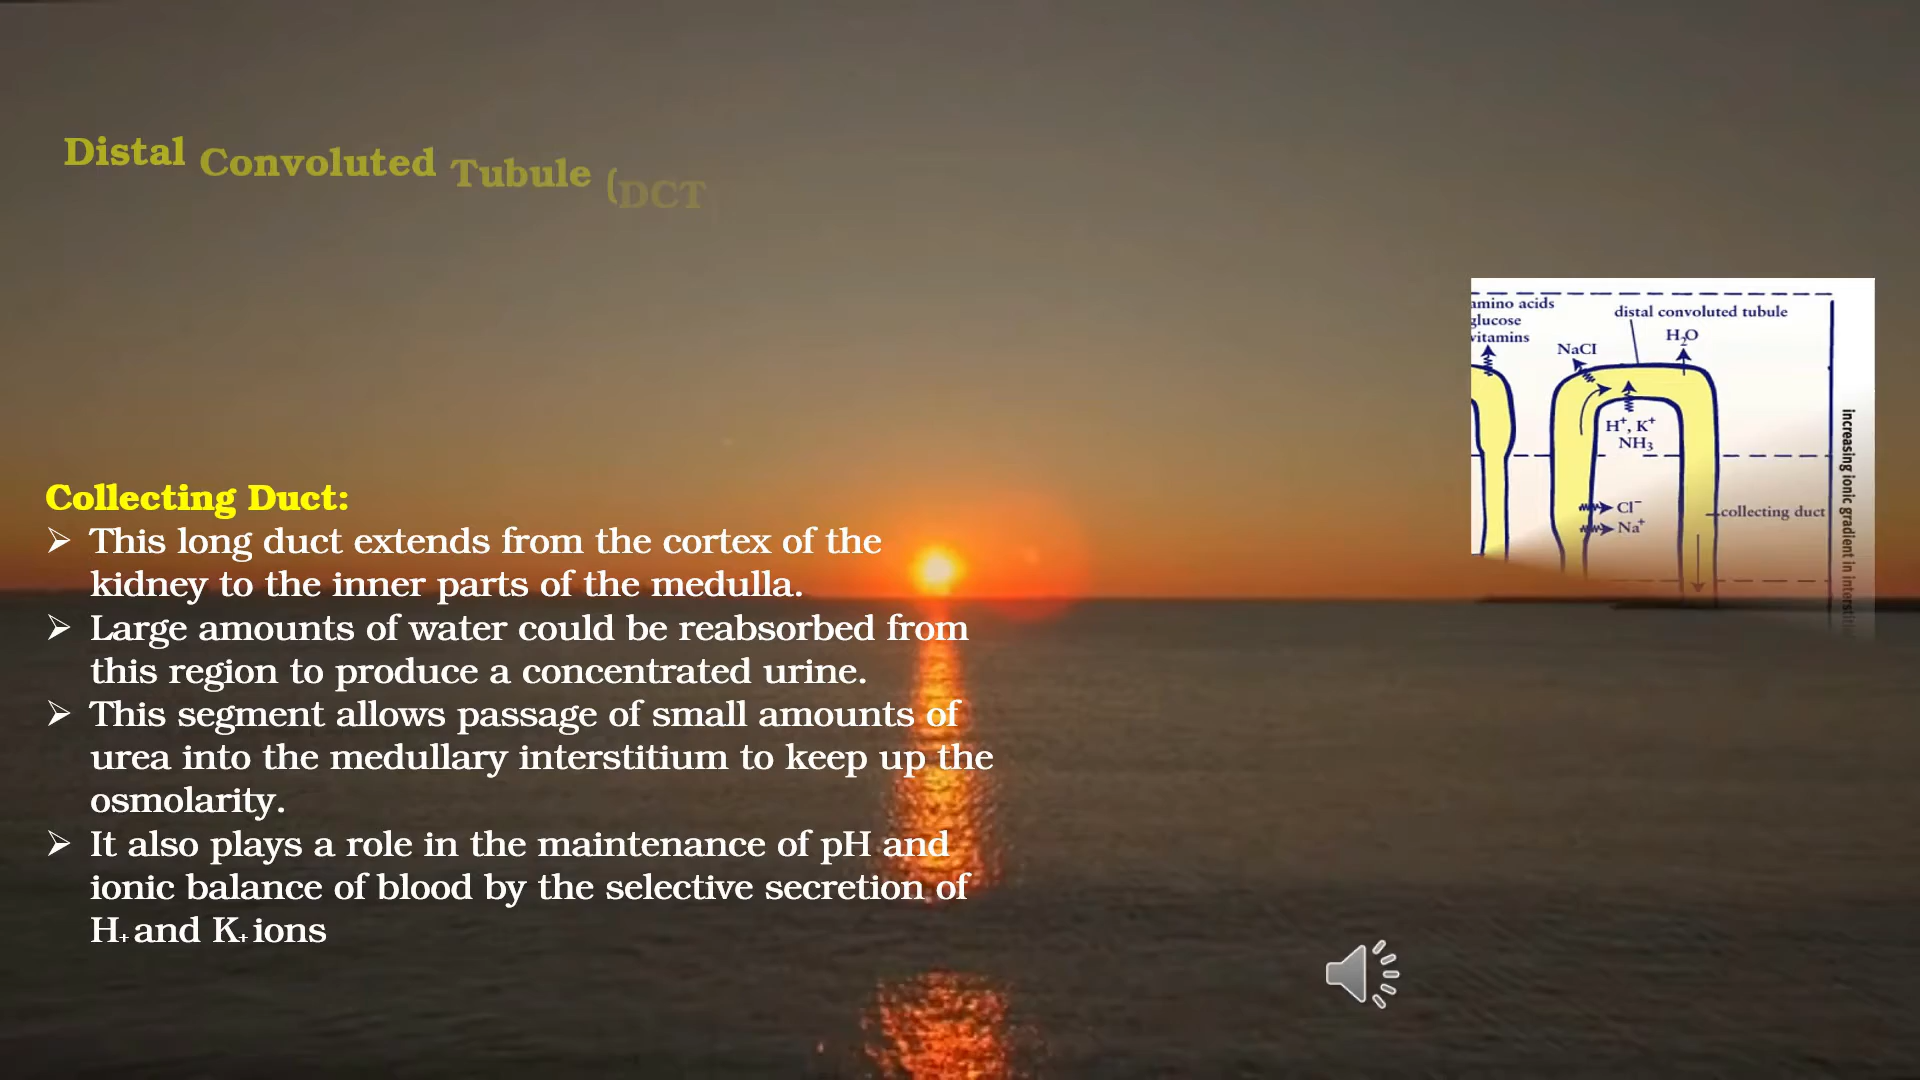 Distal Convoluted Tubule (DCT
Collecting Duct:
➢ This long duct extends from the cortex of the
kidney to the inner parts of the medulla.
➢ Large amounts of water could be reabsorbed from
this region to produce a concentrated urine.
➢ This segment allows passage of small amounts of
urea into the medullary interstitium to keep up the
osmolarity.
➢ It also plays a role in the maintenance of pH and
ionic balance of blood by the selective secretion of
H+ and K+ ions
amino acids
glucose
vitamins
distal convoluted tubule
H2O
NaCl
H+, K+
NH3
Cl−
Na+
collecting duct
increasing ionic gradient in